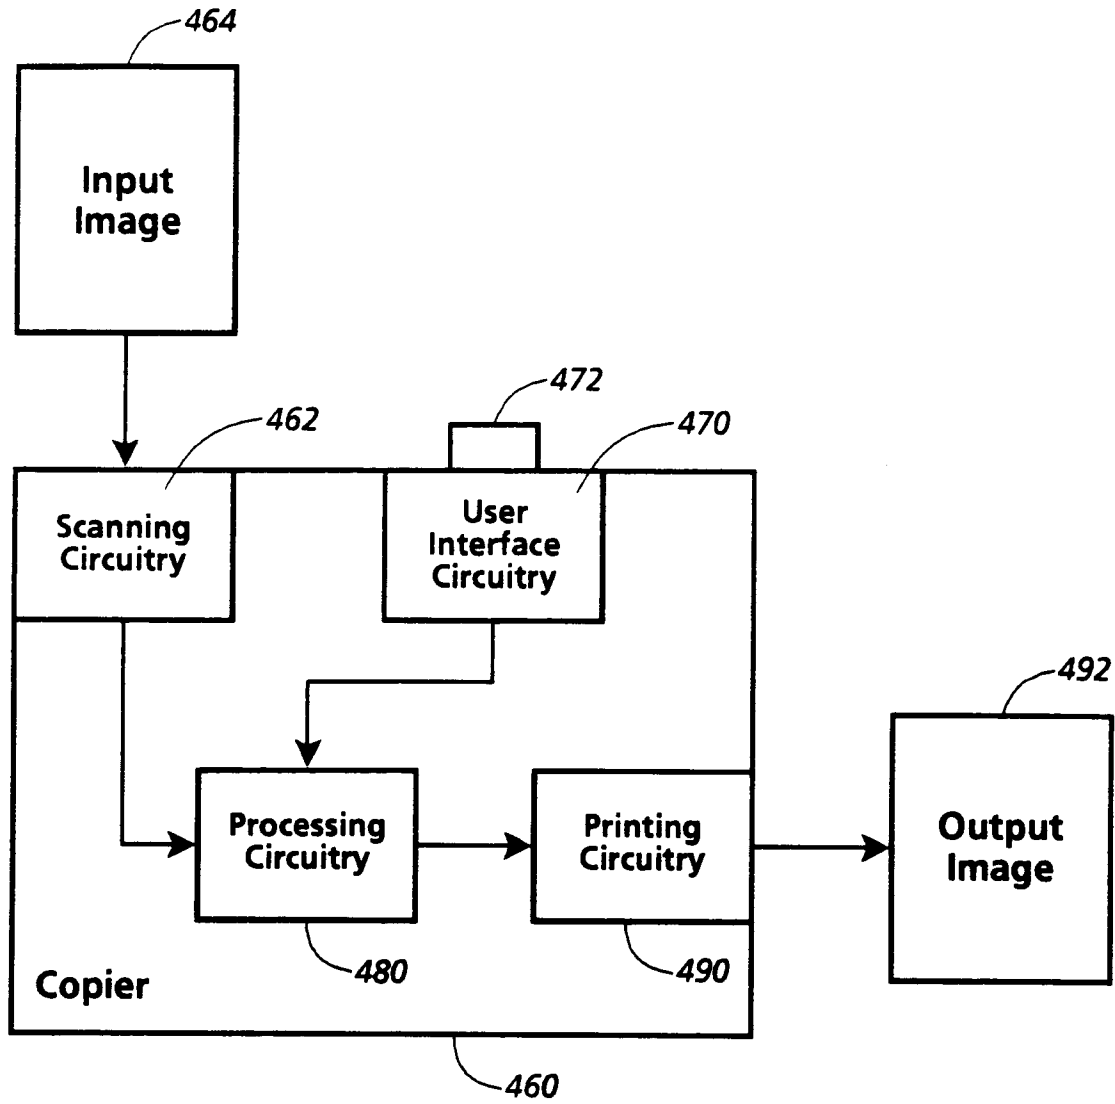 464
Input
Image
472
462
470
Scanning
Circuitry
User
Interface
Circuitry
492
Processing
Circuitry
Printing
Circuitry
Output
Image
480
490
Copier
460